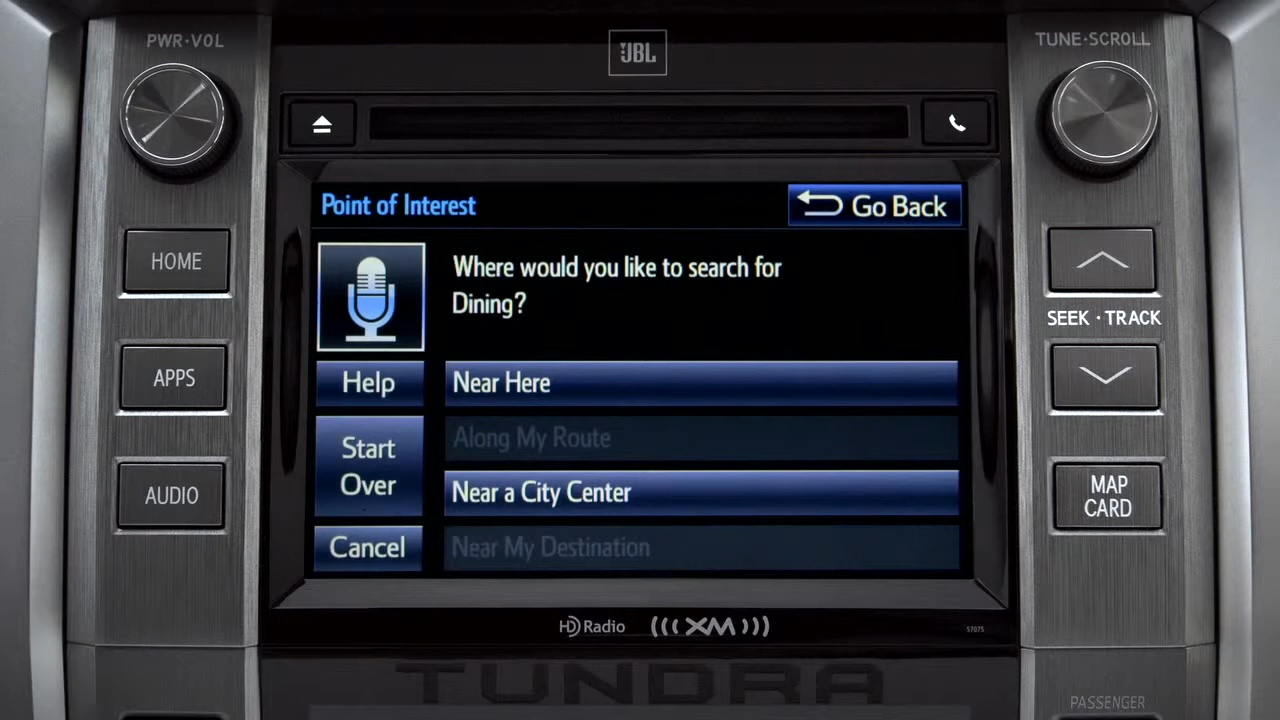 PWR·VOL
JBL
TUNE·SCROLL
Point of Interest
Go Back
HOME
Where would you like to search for
Dining?
SEEK · TRACK
APPS
Help
Near Here
Start
Over
Along My Route
AUDIO
Near a City Center
MAP
CARD
Cancel
Near My Destination
HD Radio
XM
57075
TUNDRA
PASSENGER